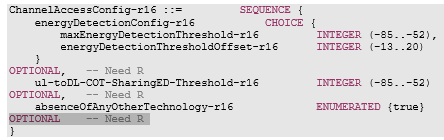 ChannelAccessConfig-r16 ::= SEQUENCE {
energyDetectionConfig-r16 CHOICE {
maxEnergyDetectionThreshold-r16 INTEGER (-85..-52),
energyDetectionThresholdOffset-r16 INTEGER (-13..20)
}
OPTIONAL, -- Need R
ul-toDL-COT-SharingED-Threshold-r16 INTEGER (-85..-52)
OPTIONAL, -- Need R
absenceOfAnyOtherTechnology-r16 ENUMERATED {true}
OPTIONAL -- Need R
}